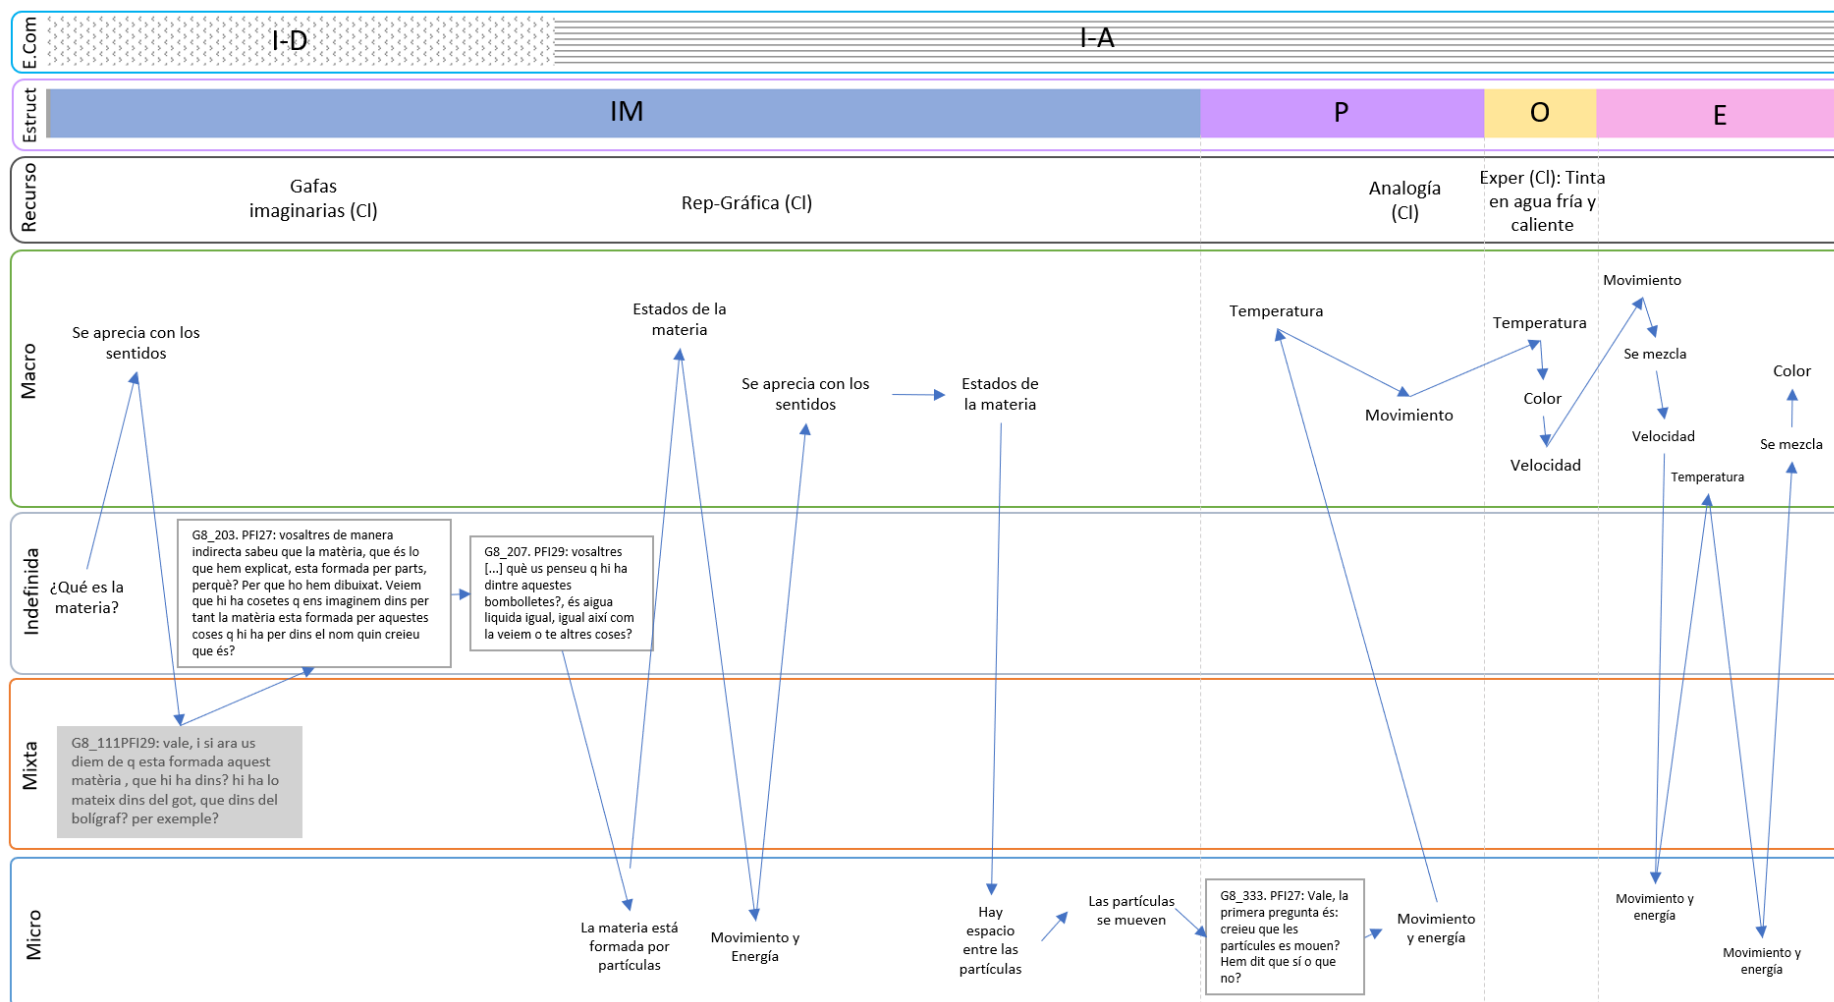 E.Com
I-D
I-A
Estruct
IM
P
O
E
Recurso
Gafas
imaginarias (Cl)
Rep-Gráfica (Cl)
Analogía
(Cl)
Exper (Cl): Tinta
en agua fría y
caliente
Macro
Se aprecia con los
sentidos
Estados de la
materia
Se aprecia con los
sentidos
Estados de
la materia
Temperatura
Movimiento
Temperatura
Color
Velocidad
Movimiento
Se mezcla
Velocidad
Temperatura
Color
Se mezcla
Indefinida
¿Qué es la
materia?
G8_203. PFI27: vosaltres de manera
indirecta sabeu que la matèria, que és lo
que hem explicat, esta formada per parts,
perquè? Per que ho hem dibuixat. Veiem
que hi ha cosetes q ens imaginem dins per
tant la matèria esta formada per aquestes
coses q hi ha per dins el nom quin creieu
que és?
G8_207. PFI29: vosaltres
[...] què us penseu q hi ha
dintre aquestes
bombolletes?, és aigua
liquida igual, igual així com
la veiem o te altres coses?
Mixta
G8_111PFI29: vale, i si ara us
diem de q esta formada aquest
matèria , que hi ha dins? hi ha lo
mateix dins del got, que dins del
bolígraf? per exemple?
Micro
La materia está
formada por
partículas
Movimiento y
Energía
Hay
espacio
entre las
partículas
Las partículas
se mueven
G8_333. PFI27: Vale, la
primera pregunta és:
creieu que les
partícules es mouen?
Hem dit que sí o que
no?
Movimiento
y energía
Movimiento y
energía
Movimiento y
energía